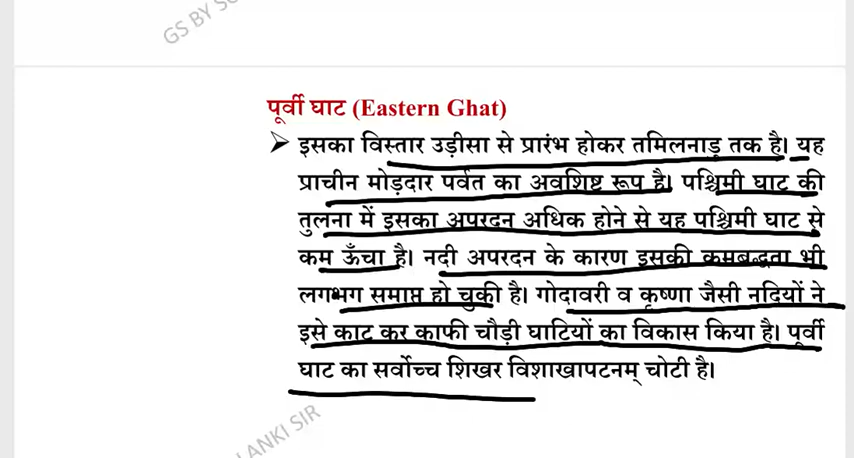 GS BY
पूर्वी घाट (Eastern Ghat)
➢ इसका विस्तार उड़ीसा से प्रारंभ होकर तमिलनाडु तक है। यह
प्राचीन मोड़दार पर्वत का अवशिष्ट रूप है। पश्चिमी घाट की
तुलना में इसका अपरदन अधिक होने से यह पश्चिमी घाट से
कम ऊँचा है। नदी अपरदन के कारण इसकी क्रमबद्धता भी
लगभग समाप्त हो चुकी है। गोदावरी व कृष्णा जैसी नदियों ने
इसे काट कर काफी चौड़ी घाटियों का विकास किया है। पूर्वी
घाट का सर्वोच्च शिखर विशाखापटनम् चोटी है।
LANKI SIR